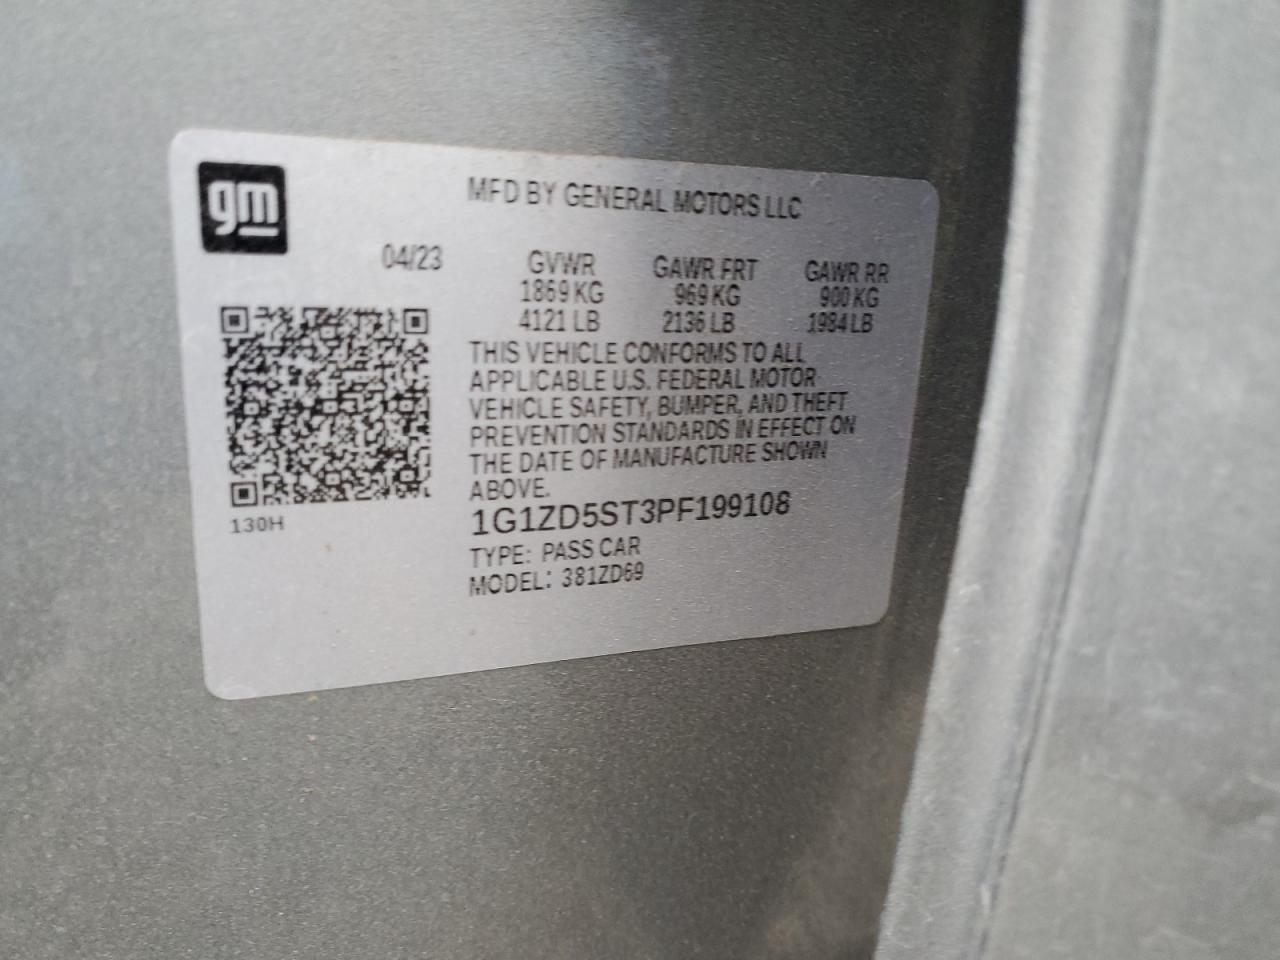 gm
MFD BY GENERAL MOTORS LLC
04/23 GVWR GAWR FRT GAWR RR
1869 KG 969 KG 900 KG
4121 LB 2136 LB 1984 LB
THIS VEHICLE CONFORMS TO ALL
APPLICABLE U.S. FEDERAL MOTOR
VEHICLE SAFETY, BUMPER, AND THEFT
PREVENTION STANDARDS IN EFFECT ON
THE DATE OF MANUFACTURE SHOWN
ABOVE.
130H
1G1ZD5ST3PF199108
TYPE: PASS CAR
MODEL: 381ZD69